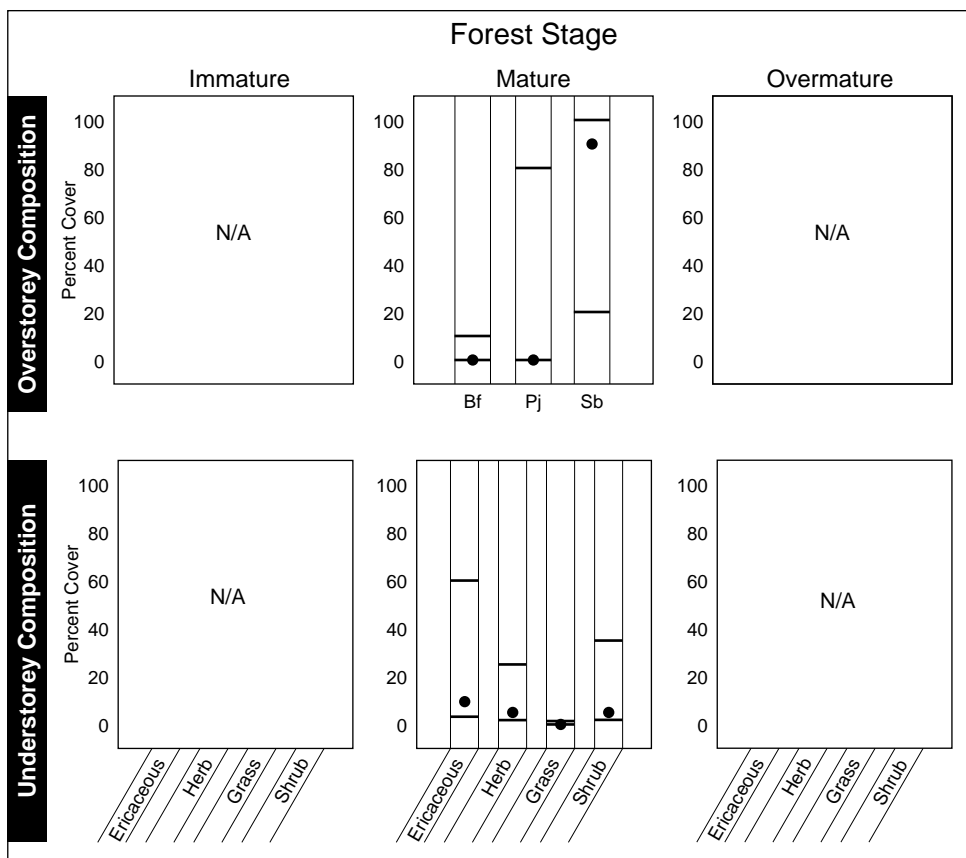 Forest Stage
Immature
Mature
Overmature
Overstorey Composition
Percent Cover
100
80
60
40
20
0
N/A
100
80
60
40
20
0
Bf
Pj
Sb
100
80
60
40
20
0
N/A
Understorey Composition
Percent Cover
100
80
60
40
20
0
N/A
Ericaceous
Herb
Grass
Shrub
100
80
60
40
20
0
Ericaceous
Herb
Grass
Shrub
100
80
60
40
20
0
N/A
Ericaceous
Herb
Grass
Shrub